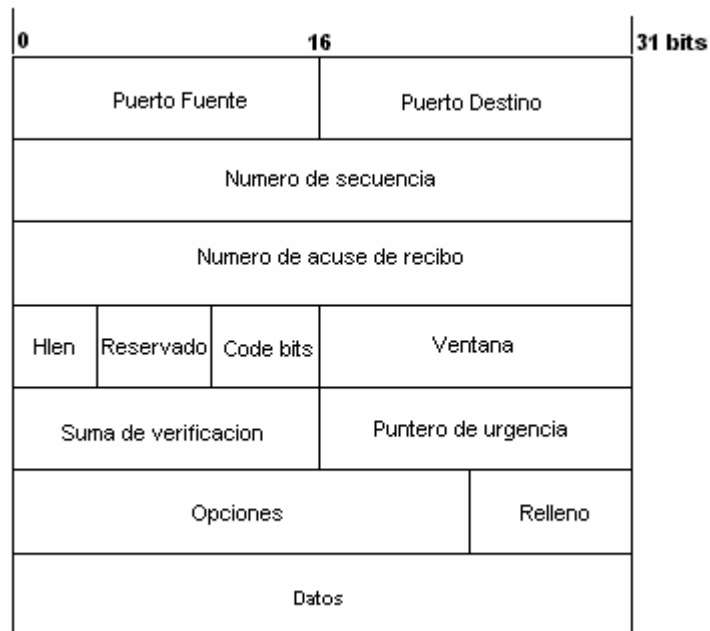 0 16 31 bits
Puerto Fuente Puerto Destino
Numero de secuencia
Numero de acuse de recibo
Hlen Reservado Code bits Ventana
Suma de verificacion Puntero de urgencia
Opciones Relleno
Datos